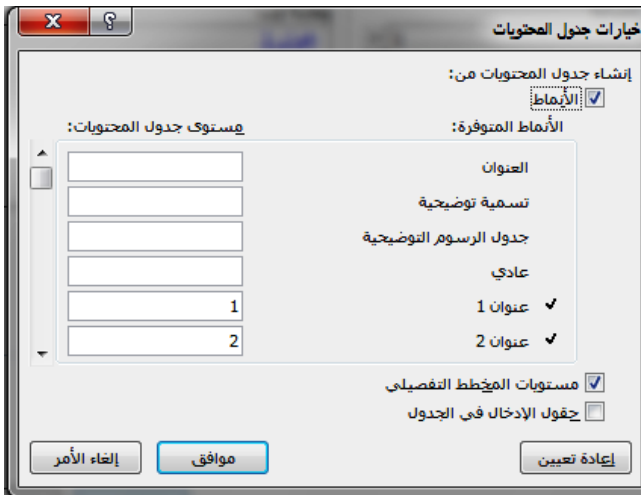 خيارات جدول المحتويات
إنشاء جدول المحتويات من:
الأنماط
الأنماط المتوفرة: مستوى جدول المحتويات:
العنوان
تسمية توضيحية
جدول الرسوم التوضيحية
عادي
عنوان 1 1
عنوان 2 2
مستويات المخطط التفصيلي
حقول الإدخال في الجدول
إعادة تعيين موافق إلغاء الأمر